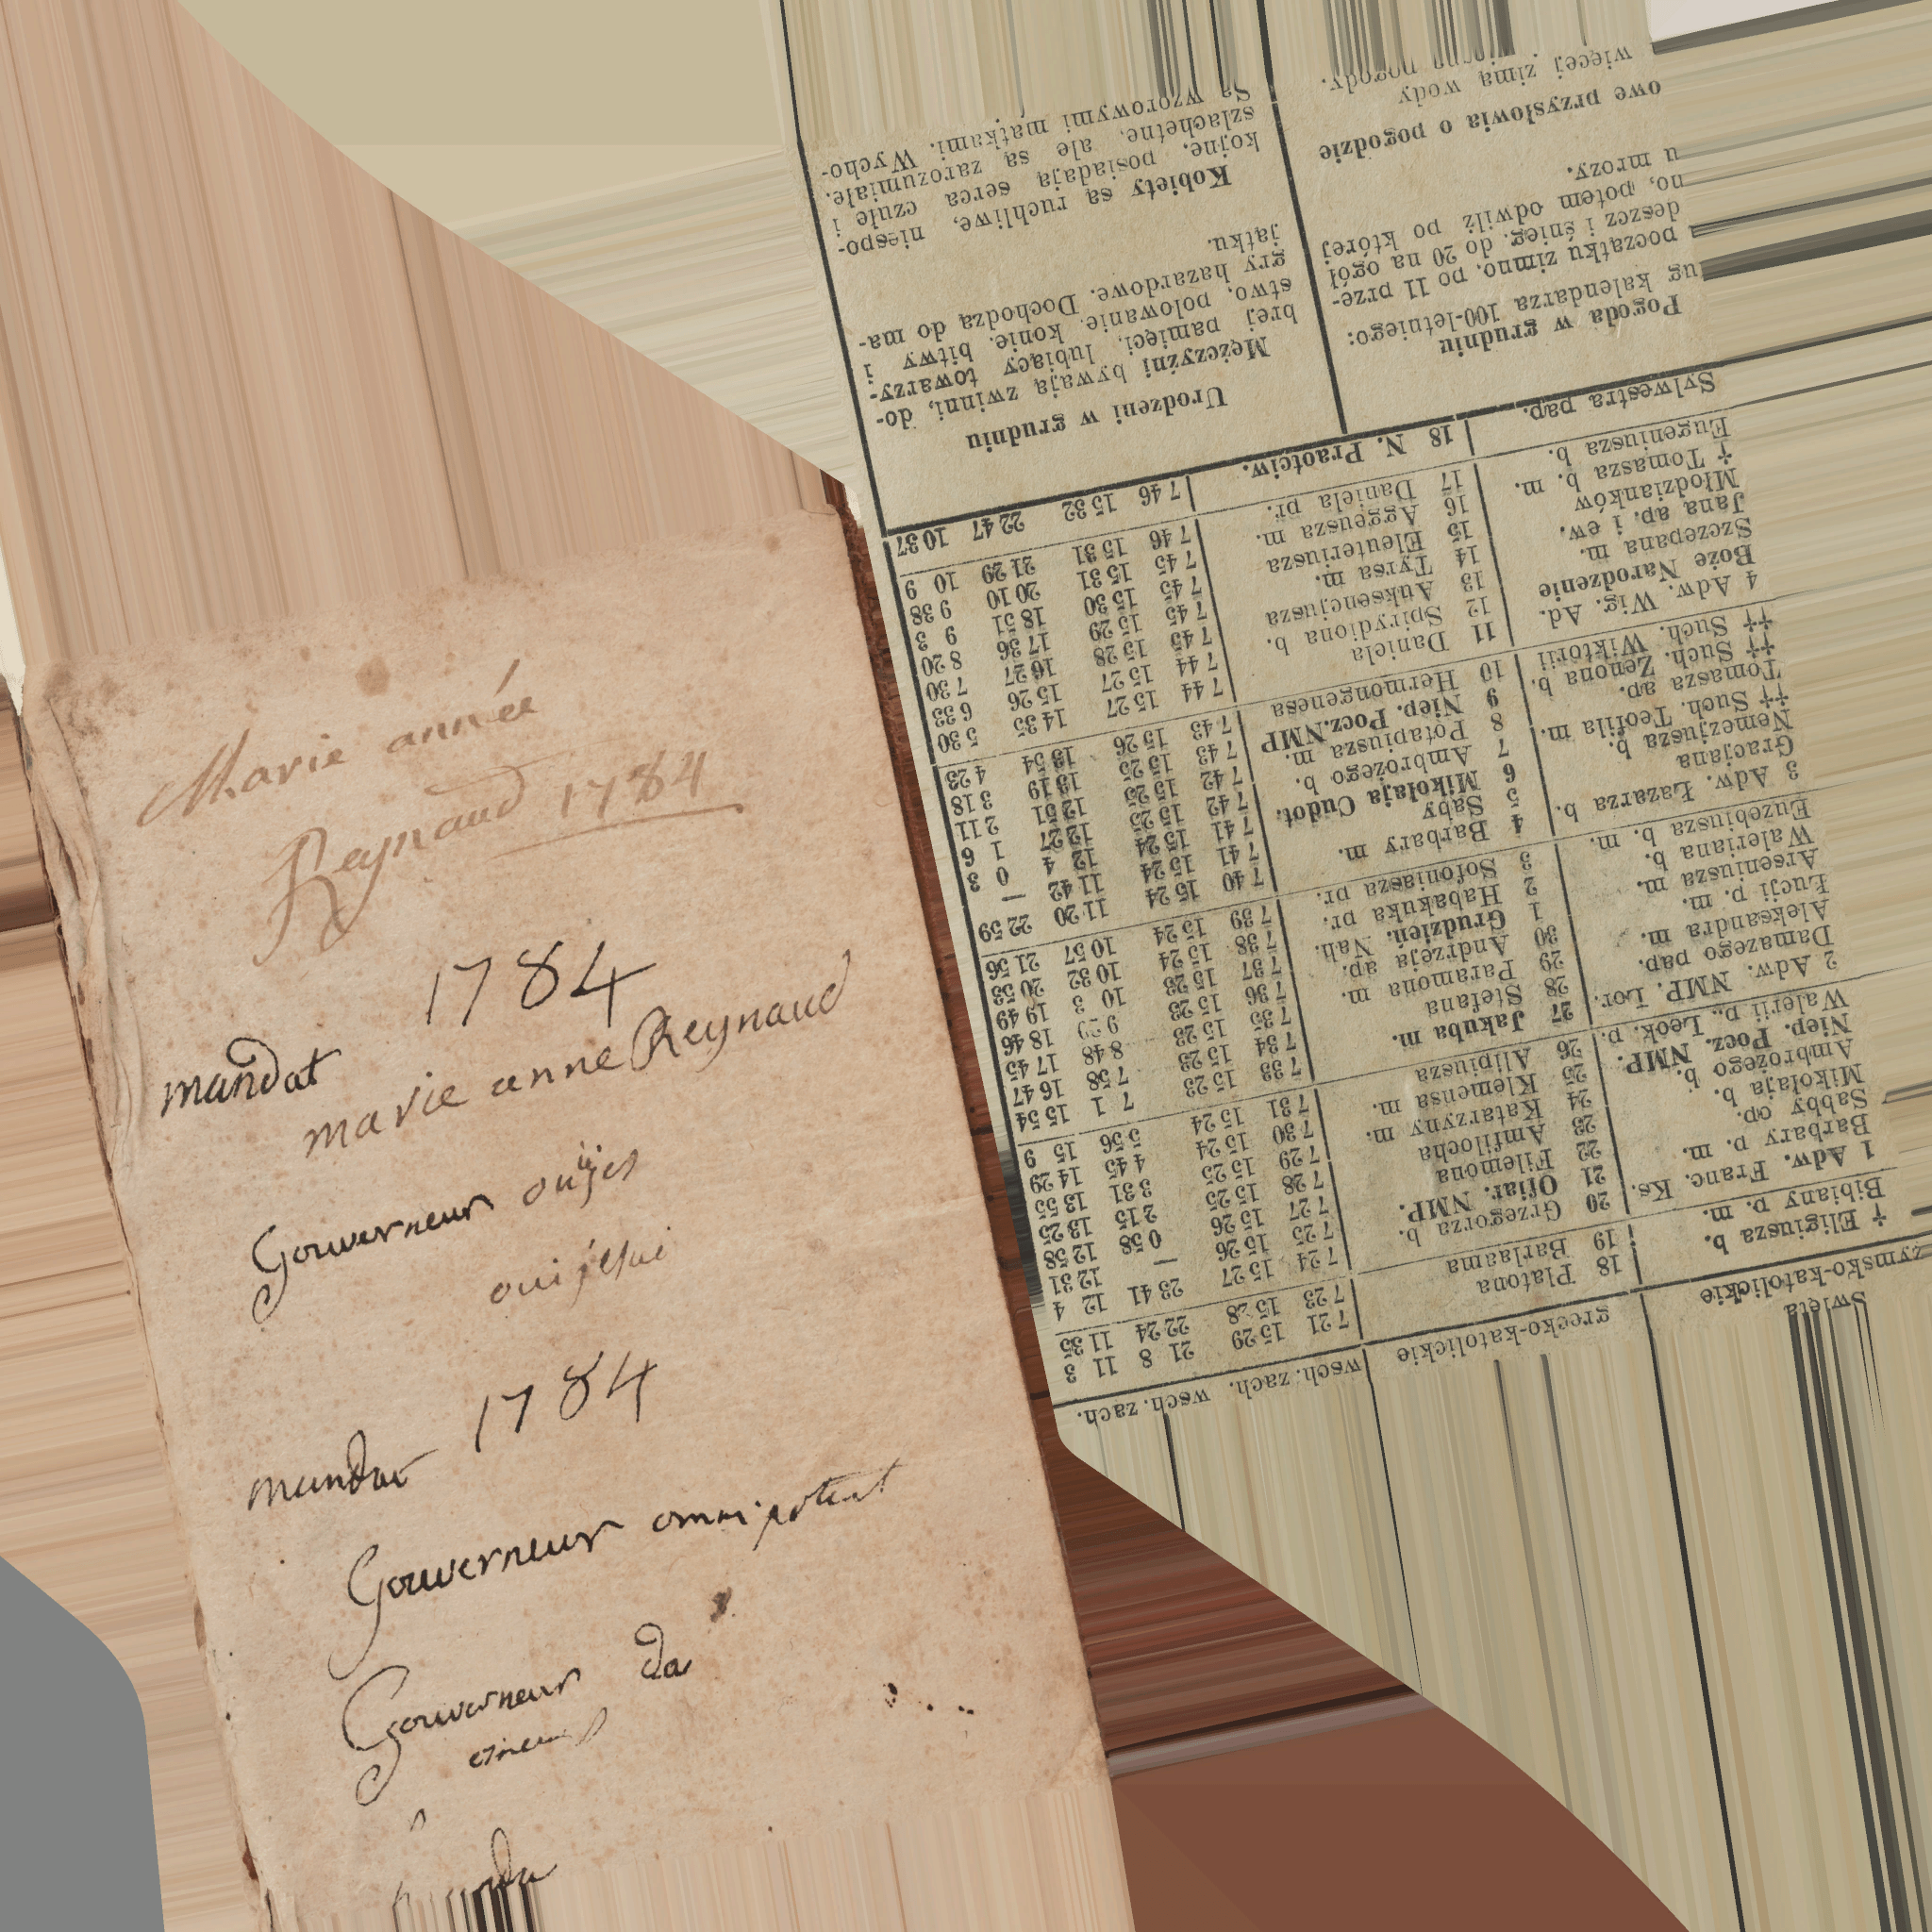 Marie année
Reynaud 1784
1784
mandat
marie anne Reynaud
Gouverneur
1784
mandat
Gouverneur omnipotent
Gouverneur da
Święta
rzymsko-katolickie grecko-katolickie wsch. zach. wsch. zach.
† Eligiusza b. 18 Platona 7 21 15 29 21 8 11 3
Bibiany p. m. 19 Barlaama 7 23 15 28 22 24 11 35
1 Adw. Franc. Ks. 20 Grzegorza b. 7 24 15 27 23 41 12 4
Barbary p. m. 21 Ofiar. NMP. 7 25 15 26 — 12 31
Sabby op. 22 Filemona 7 27 15 26 0 58 12 58
Mikołaja b. 23 Amfilocha 7 28 15 25 2 15 13 25
Ambrożego b. 24 Katarzyny m. 7 29 15 25 3 31 13 55
Niep. Pocz. NMP. 25 Klemensa m. 7 30 15 24 4 45 14 29
Walerii p., Leok. p. 26 Alipiusza 7 31 15 24 5 56 15 9
2 Adw. NMP. Lor. 27 Jakuba m. 7 33 15 23 7 1 15 54
Damazego pap. 28 Stefana 7 34 15 23 7 58 16 47
Aleksandra m. 29 Paramona m. 7 35 15 23 8 48 17 45
Łucji p. m. 30 Andrzeja ap. 7 36 15 23 9 29 18 46
Arseniusza m. 1 Grudzień. Nah. 7 37 15 23 10 3 19 49
Waleriana b. 2 Habakuka pr. 7 38 15 24 10 32 20 53
Euzebiusza b. m. 3 Sofoniasza pr. 7 39 15 24 10 57 21 56
3 Adw. Łazarza b. 4 Barbary m. 7 40 15 24 11 20 22 59
Gracjana 5 Saby 7 41 15 24 11 42 —
Nemezjusza b. 6 Mikołaja Cudot. 7 41 15 24 12 4 0 3
†† Such. Teofila m. 7 Ambrożego b. 7 42 15 25 12 27 1 6
Tomasza ap. 8 Potapiusza m. 7 42 15 25 12 51 2 11
†† Such. Zenona b. 9 Niep. Pocz.NMP 7 43 15 25 13 19 3 18
†† Such. Wiktorii 10 Hermongenesa 7 43 15 26 13 54 4 23
4 Adw. Wig. Ad. 11 Daniela 7 44 15 27 14 35 5 30
Boże Narodzenie 12 Spirydiona b. 7 44 15 27 15 26 6 33
Szczepana m. 13 Auksencjusza 7 45 15 28 16 27 7 30
Jana ap. i ew. 14 Tyrsa m. 7 45 15 29 17 36 8 20
Młodzianków 15 Eleuteriusza 7 45 15 30 18 51 9 3
† Tomasza b. m. 16 Aggeusza m. 7 45 15 31 20 10 9 38
Eugeniusza b. 17 Daniela pr. 7 46 15 31 21 29 10 9
Sylwestra pap. 18 N. Praotciw. 7 46 15 32 22 47 10 37
Pogoda w grudniu
ug kalendarza 100-letniego:
początku zimno, po 11 prze-
deszcz i śnieg, do 20 na ogół
no, potem odwilż po której
u mrozy.
owe przysłowia o pogodzie
więcej zimą wody
pogody.
Urodzeni w grudniu
Mężczyźni bywają zwinni, do-
brej pamięci, lubiący towarzy-
stwo, polowanie, konie, bitwy i
gry hazardowe. Dochodzą do ma-
jątku.
Kobiety są ruchliwe, niespo-
kojne, posiadają serca czułe i
szlachetne, ale są zarozumiałe.
Są wzorowymi matkami. Wycho-